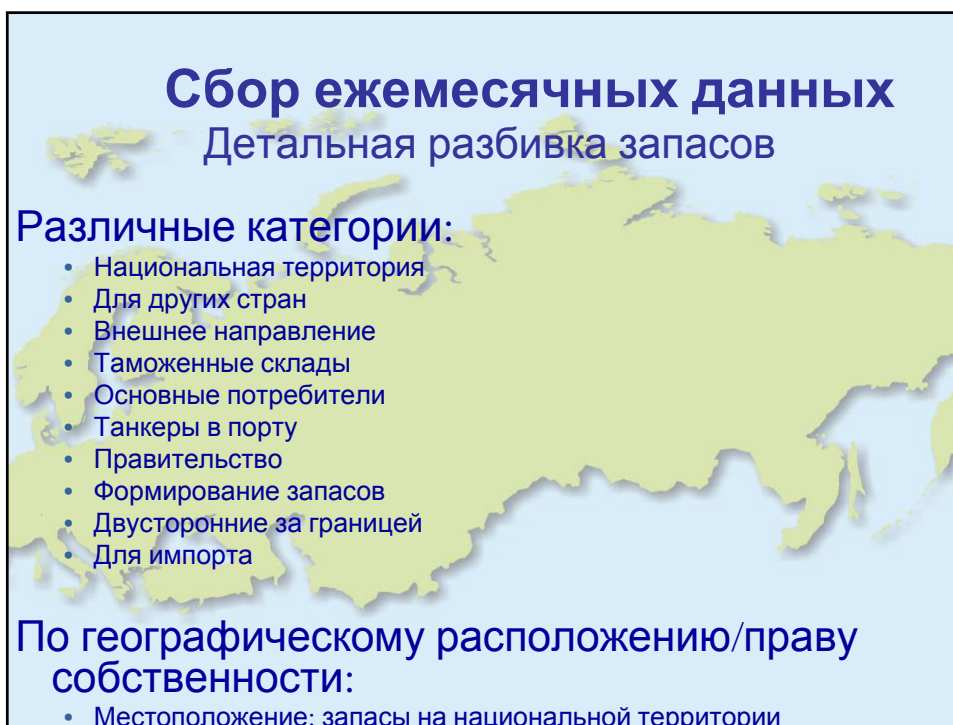 Сбор ежемесячных данных
Детальная разбивка запасов
Различные категории:
• Национальная территория
• Для других стран
• Внешнее направление
• Таможенные склады
• Основные потребители
• Танкеры в порту
• Правительство
• Формирование запасов
• Двусторонние за границей
• Для импорта
По географическому расположению/праву
собственности:
• Местоположение: запасы на национальной территории